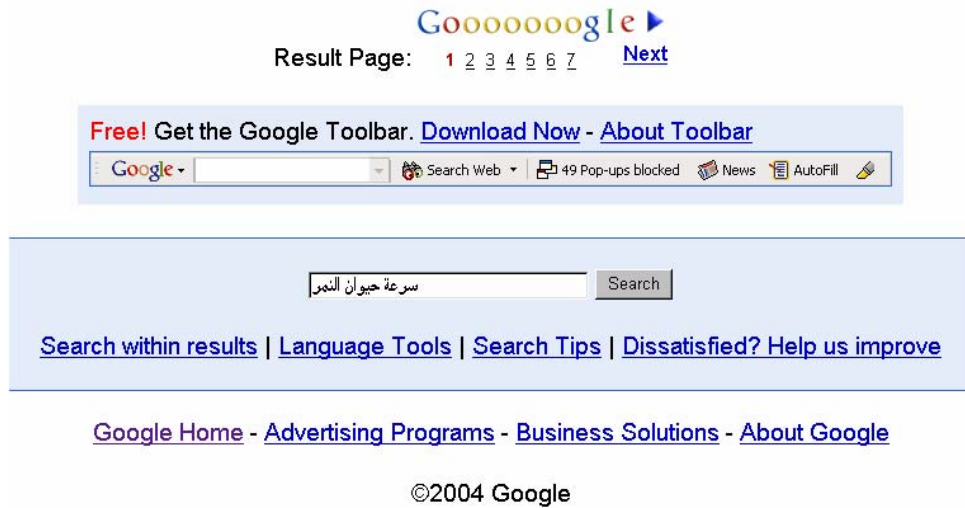 Goooooooogle
Result Page: 1 2 3 4 5 6 7 Next
Free! Get the Google Toolbar. Download Now - About Toolbar
Google Search Web 49 Pop-ups blocked News AutoFill
سرعة حيوان النمر Search
Search within results | Language Tools | Search Tips | Dissatisfied? Help us improve
Google Home - Advertising Programs - Business Solutions - About Google
©2004 Google